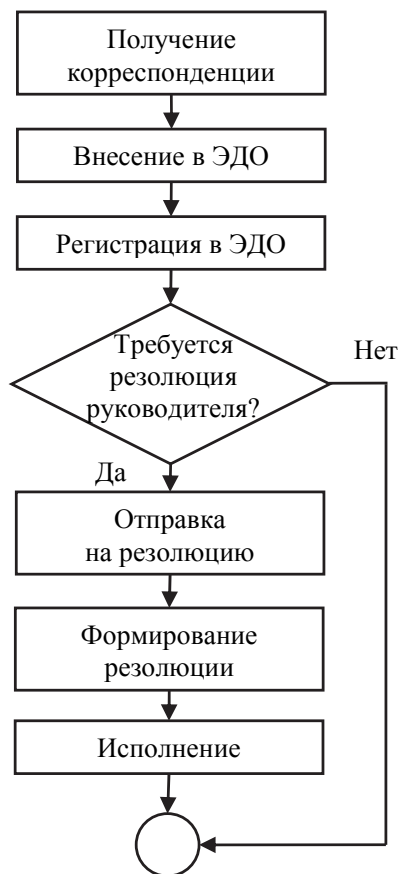 Получение
корреспонденции
Внесение в ЭДО
Регистрация в ЭДО
Требуется
резолюция
руководителя?
Нет
Да
Отправка
на резолюцию
Формирование
резолюции
Исполнение